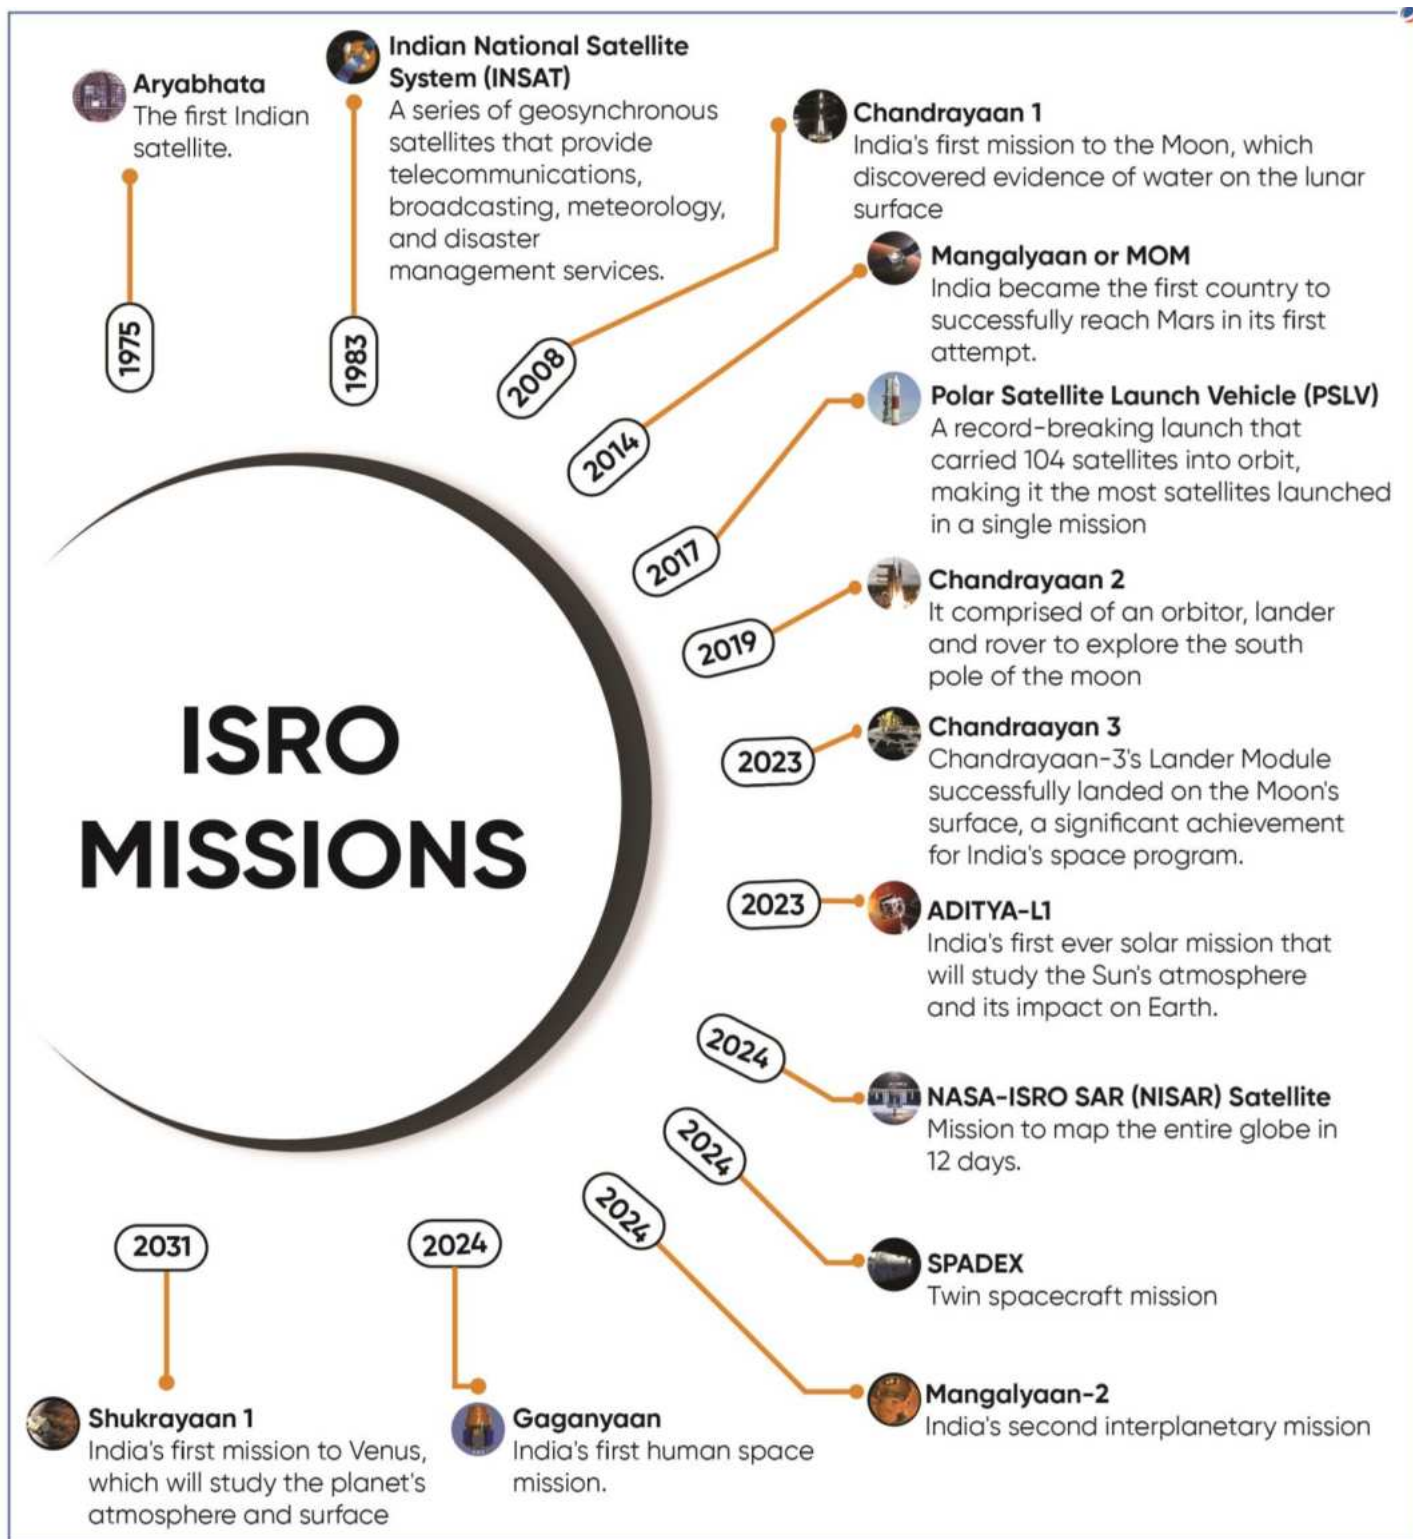 Aryabhata
The first Indian
satellite.
1975
Indian National Satellite
System (INSAT)
A series of geosynchronous
satellites that provide
telecommunications,
broadcasting, meteorology,
and disaster
management services.
1983
Chandrayaan 1
India's first mission to the Moon, which
discovered evidence of water on the lunar
surface
2008
Mangalyaan or MOM
India became the first country to
successfully reach Mars in its first
attempt.
2014
Polar Satellite Launch Vehicle (PSLV)
A record-breaking launch that
carried 104 satellites into orbit,
making it the most satellites launched
in a single mission
2017
Chandrayaan 2
It comprised of an orbitor, lander
and rover to explore the south
pole of the moon
2019
ISRO
MISSIONS
Chandraayan 3
Chandrayaan-3's Lander Module
successfully landed on the Moon's
surface, a significant achievement
for India's space program.
2023
ADITYA-L1
India's first ever solar mission that
will study the Sun's atmosphere
and its impact on Earth.
2023
NASA-ISRO SAR (NISAR) Satellite
Mission to map the entire globe in
12 days.
2024
SPADEX
Twin spacecraft mission
2024
Mangalyaan-2
India's second interplanetary mission
2024
Gaganyaan
India's first human space
mission.
2024
Shukrayaan 1
India's first mission to Venus,
which will study the planet's
atmosphere and surface
2031